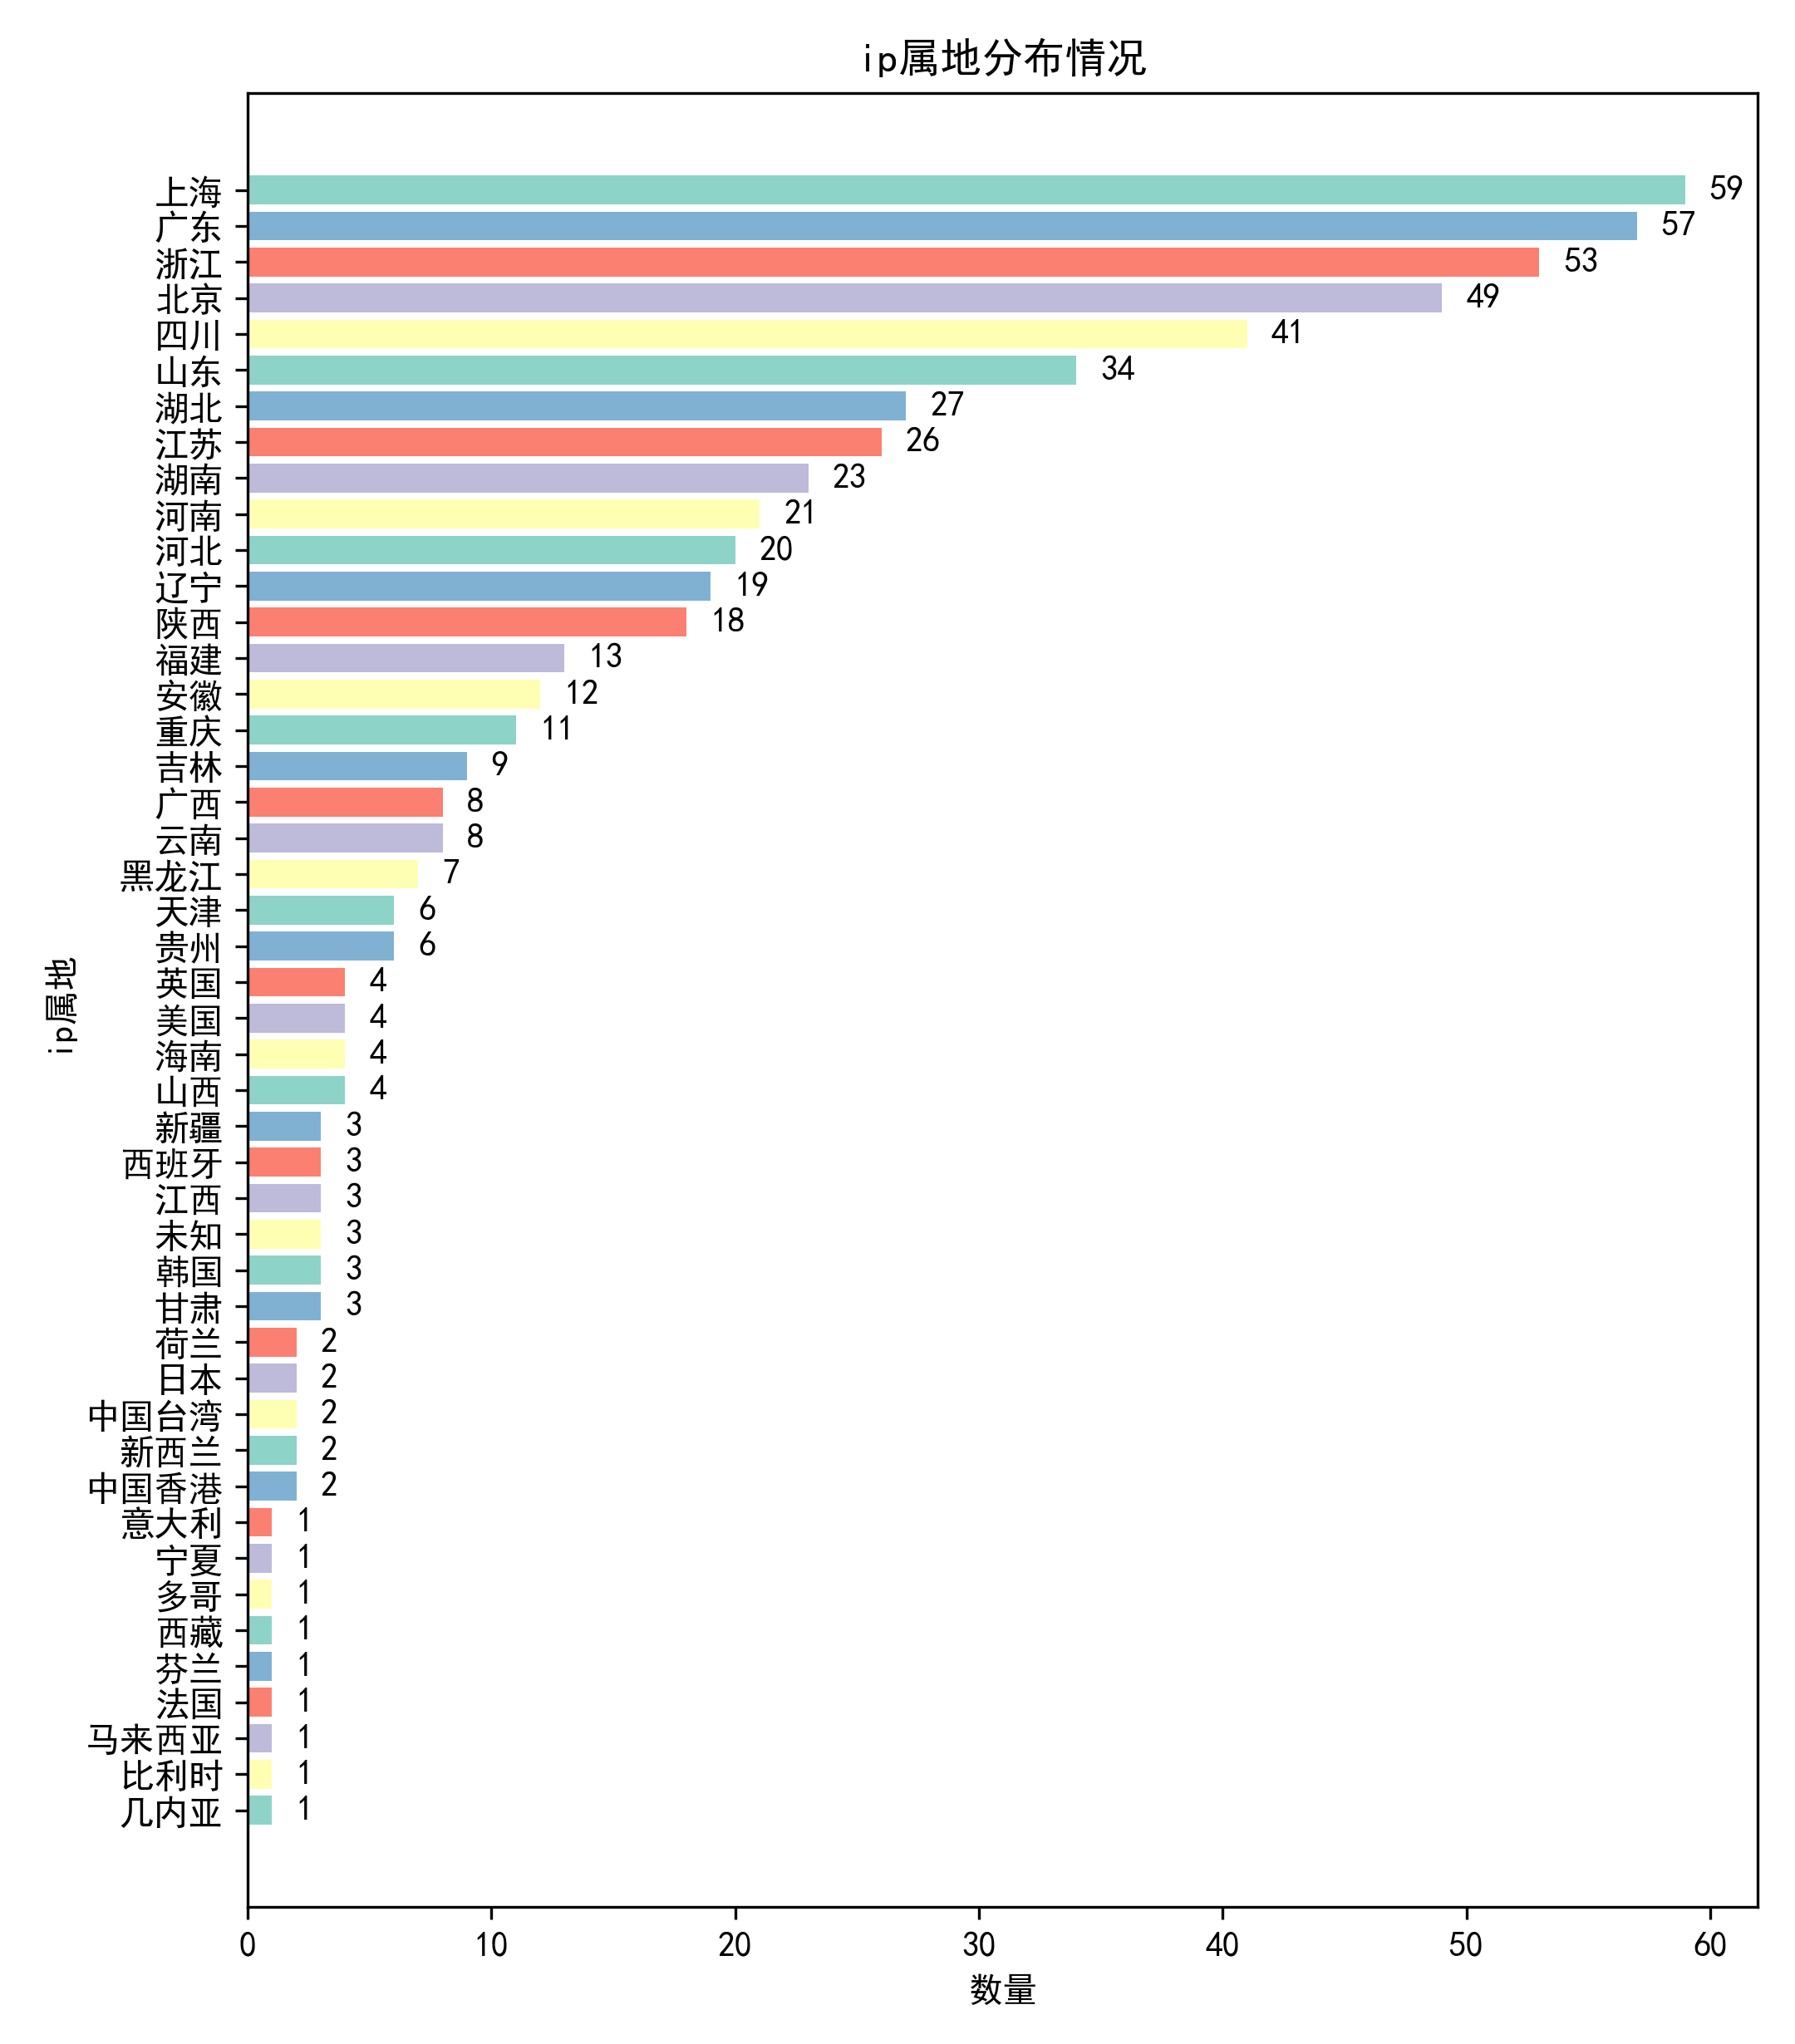 ip属地分布情况
上海 59
广东 57
浙江 53
北京 49
四川 41
山东 34
湖北 27
江苏 26
湖南 23
河南 21
河北 20
辽宁 19
陕西 18
福建 13
安徽 12
重庆 11
吉林 9
广西 8
云南 8
黑龙江 7
天津 6
贵州 6
英国 4
美国 4
海南 4
山西 4
新疆 3
西班牙 3
江西 3
未知 3
韩国 3
甘肃 3
荷兰 2
日本 2
中国台湾 2
新西兰 2
中国香港 2
意大利 1
宁夏 1
多哥 1
西藏 1
芬兰 1
法国 1
马来西亚 1
比利时 1
几内亚 1
ip属地
0 10 20 30 40 50 60
数量